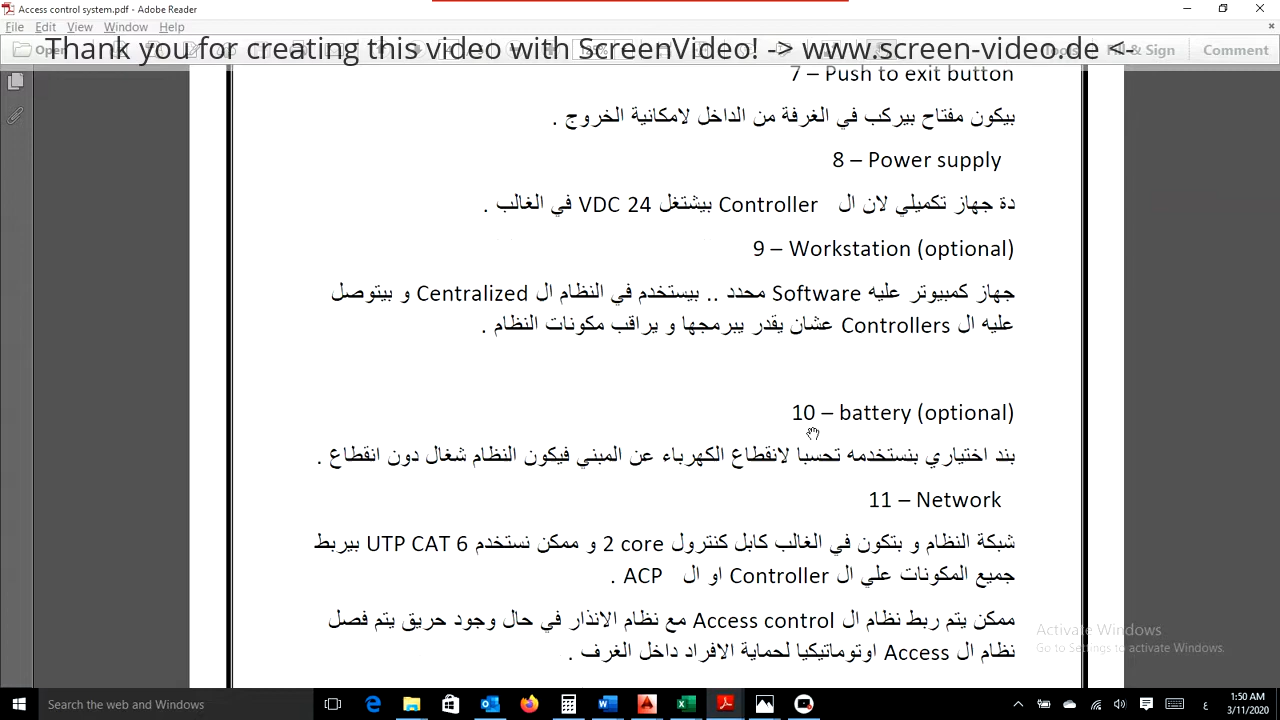 Access control system.pdf - Adobe Reader
File Edit View Window Help
Thank you for creating this video with ScreenVideo! -> www.screen-video.de <-
Open
Fill & Sign
Comment
7 – Push to exit button
بيكون مفتاح بيركب في الغرفة من الداخل لامكانية الخروج .
8 – Power supply
دة جهاز تكميلي لان ال Controller بيشتغل 24 VDC في الغالب .
9 – Workstation (optional)
جهاز كمبيوتر عليه Software محدد .. بيستخدم في النظام ال Centralized و بيتوصل
عليه ال Controllers عشان يقدر يبرمجها و يراقب مكونات النظام .
10 – battery (optional)
بند اختياري بنستخدمه تحسبا لانقطاع الكهرباء عن المبني فيكون النظام شغال دون انقطاع .
11 – Network
شبكة النظام و بتكون في الغالب كابل كنترول 2 core و ممكن نستخدم UTP CAT 6 بيربط
جميع المكونات علي ال Controller او ال ACP .
ممكن يتم ربط نظام ال Access control مع نظام الانذار في حال وجود حريق يتم فصل
نظام ال Access اوتوماتيكيا لحماية الافراد داخل الغرف .
Activate Windows
Go to Settings to activate Windows.
Search the web and Windows
ع
1:50 AM
3/11/2020